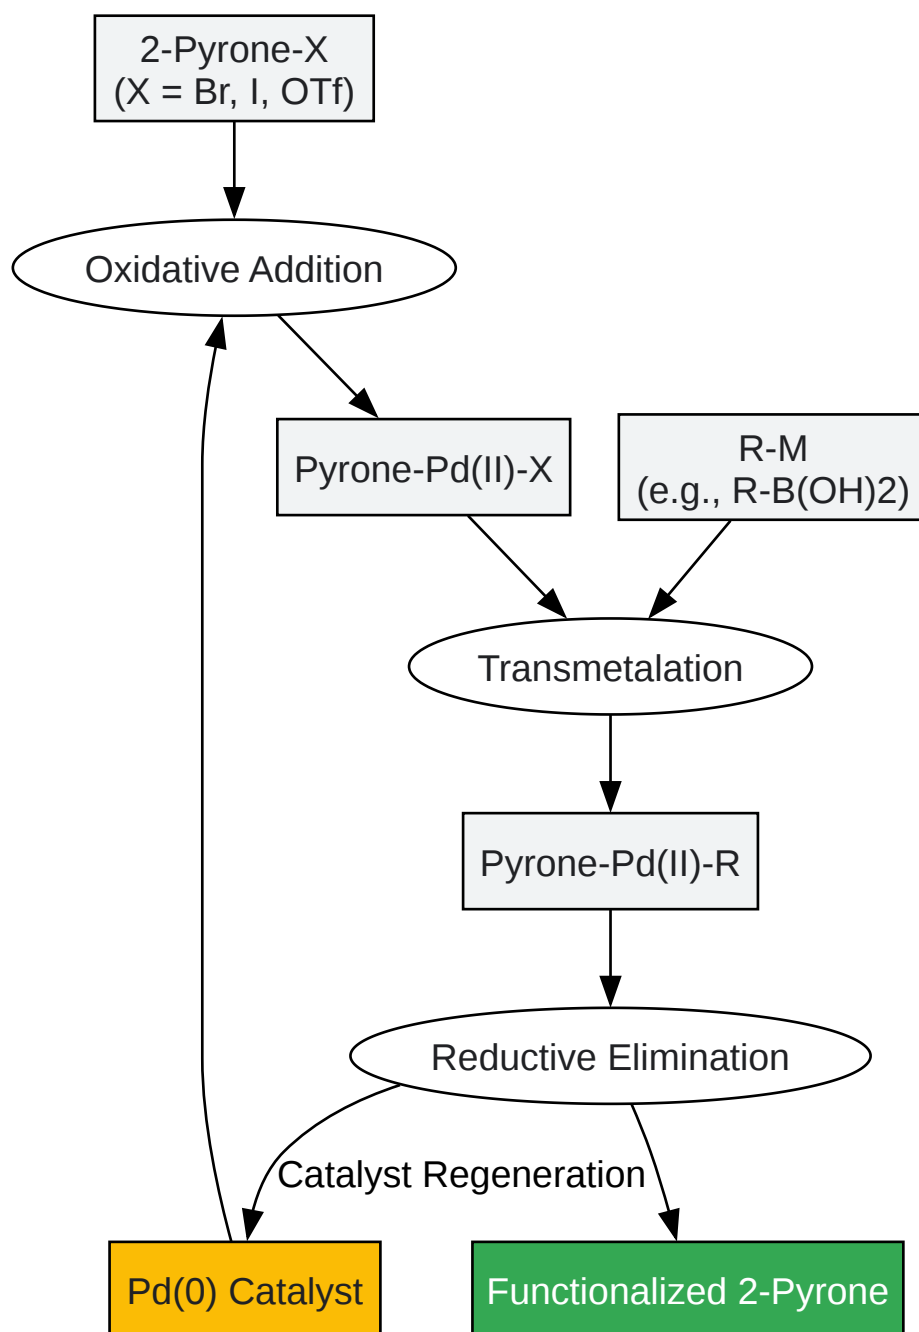 2-Pyrone-X
(X = Br, I, OTf)
Oxidative Addition
Pyrone-Pd(II)-X
R-M
(e.g., R-B(OH)2)
Transmetalation
Pyrone-Pd(II)-R
Reductive Elimination
Catalyst Regeneration
Pd(0) Catalyst
Functionalized 2-Pyrone